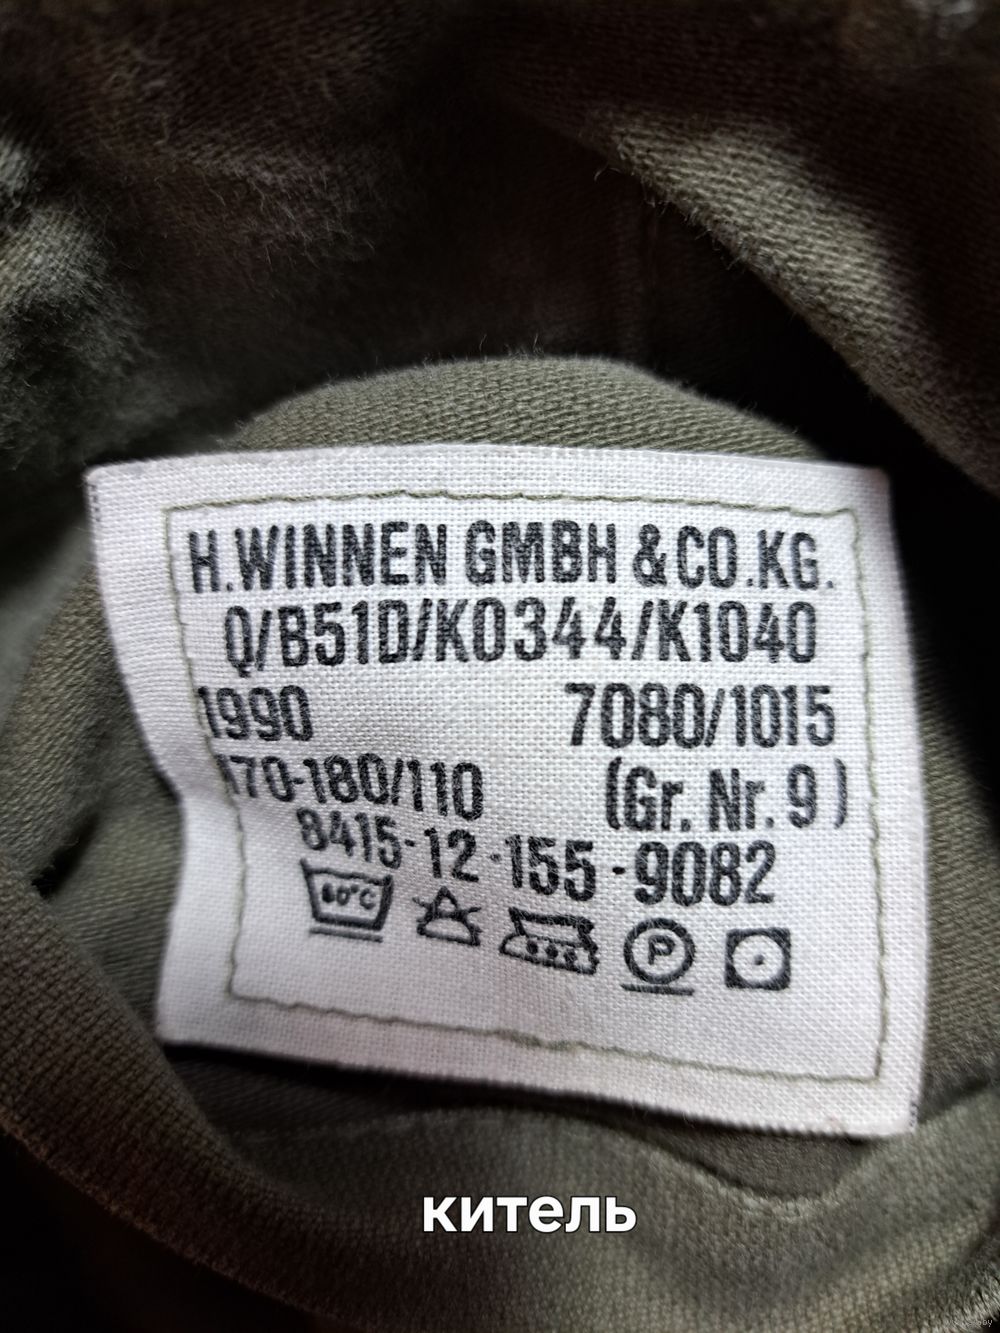 H.WINNEN GMBH & CO.KG.
Q/B51D/K0344/K1040
1990 7080/1015
170-180/110 (Gr. Nr. 9)
8415-12-155-9082
60°C P
китель